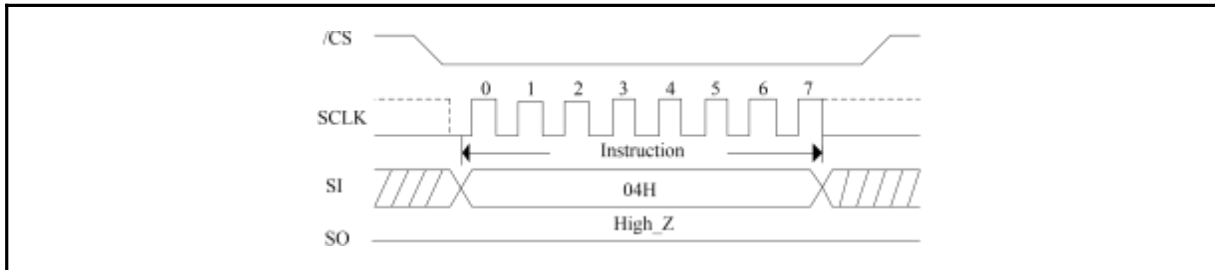 /CS
0 1 2 3 4 5 6 7
SCLK
Instruction
SI
04H
High_Z
SO